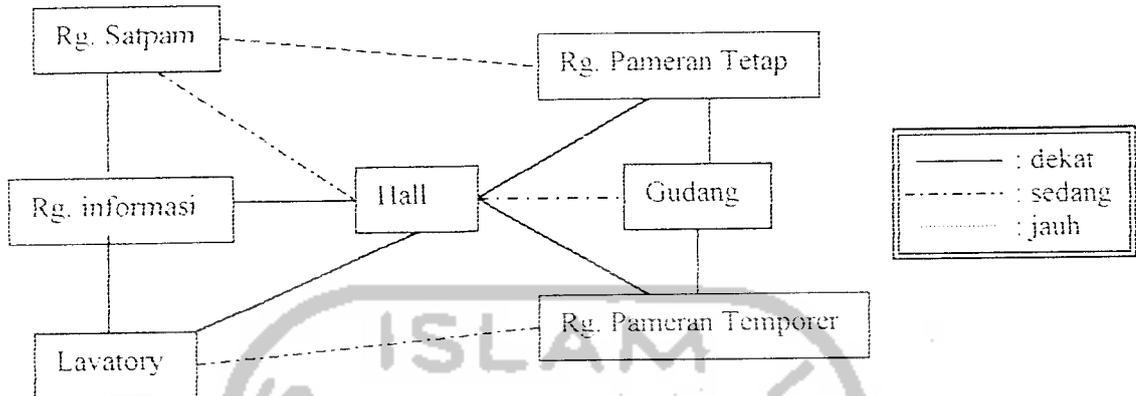 Rg. Satpam
Rg. Pameran Tetap
: dekat
Rg. informasi
Hall
Gudang
: sedang
: jauh
Lavatory
Rg. Pameran Temporer
ISLAM